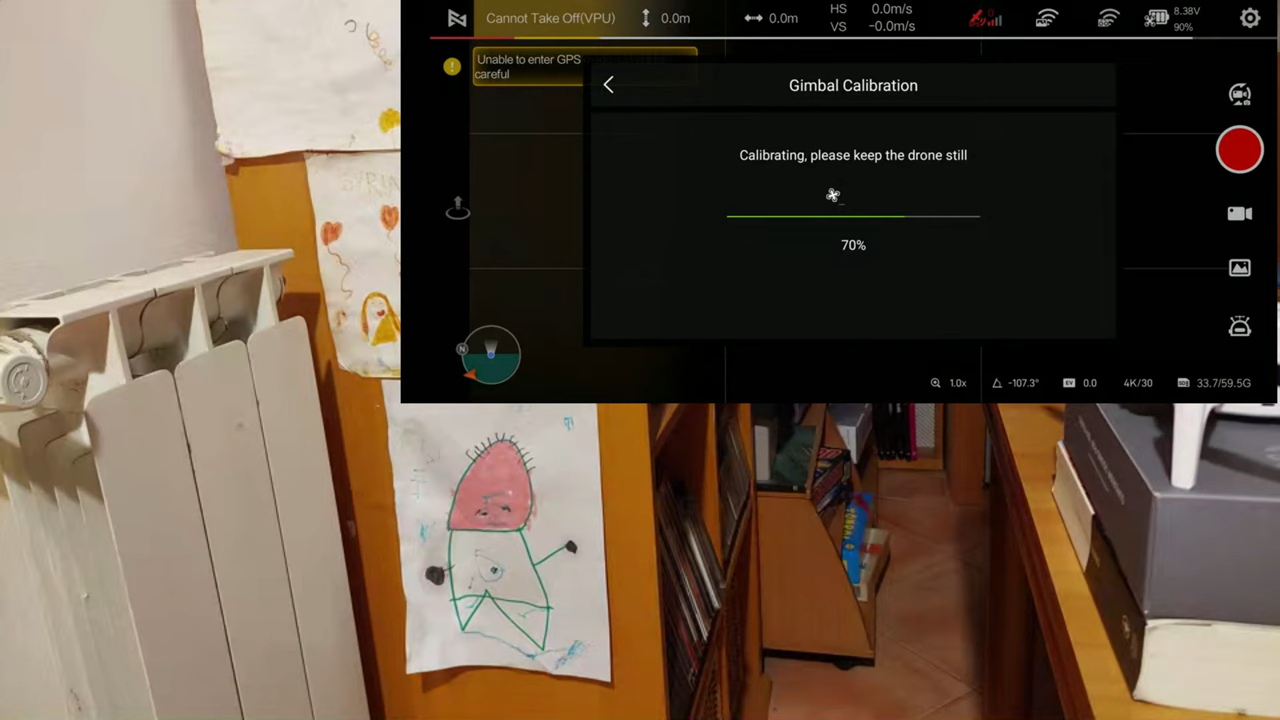 Cannot Take Off(VPU)
0.0m
0.0m
HS 0.0m/s
VS -0.0m/s
0
8.38V
90%
Unable to enter GPS
careful
Gimbal Calibration
Calibrating, please keep the drone still
70%
N
1.0x
-107.3°
EV 0.0
4K/30
33.7/59.5G